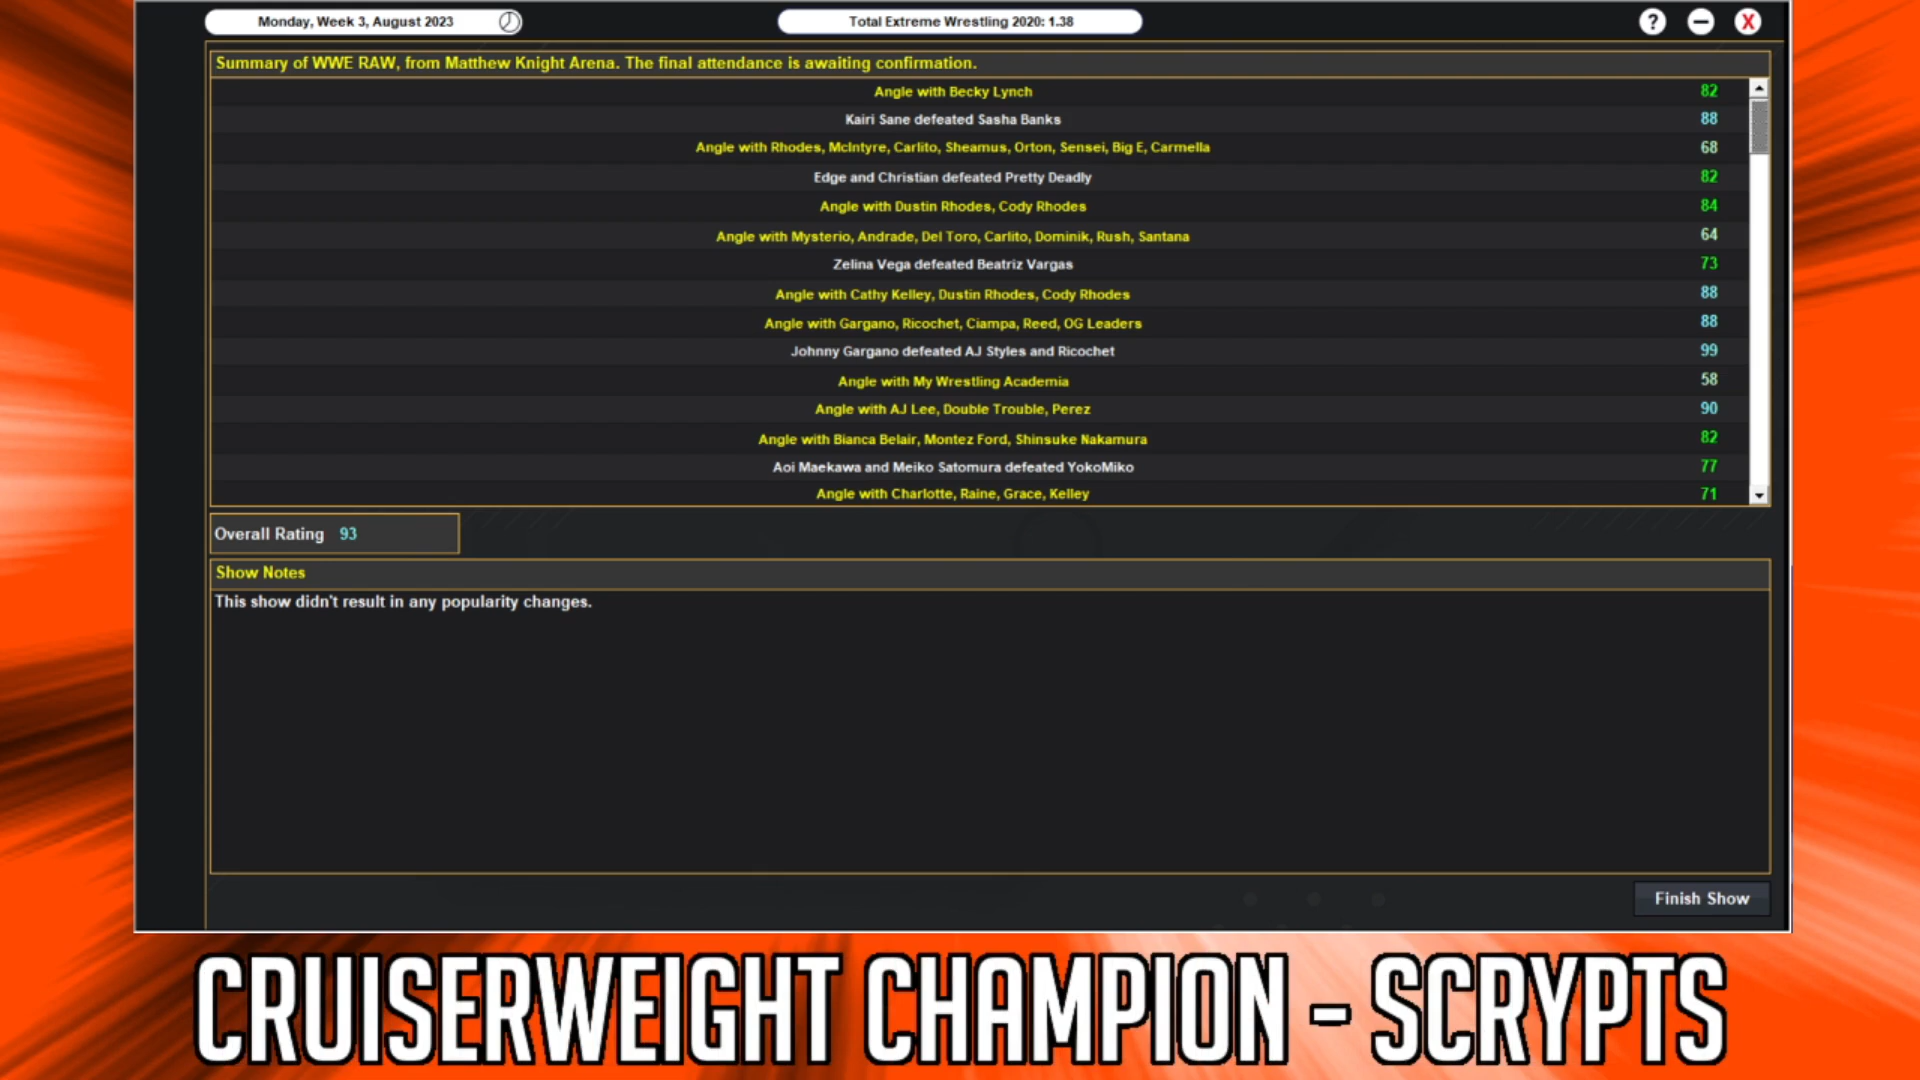 Monday, Week 3, August 2023
Total Extreme Wrestling 2020: 1.38
? – X
Summary of WWE RAW, from Matthew Knight Arena. The final attendance is awaiting confirmation.
Angle with Becky Lynch 82
Kairi Sane defeated Sasha Banks 88
Angle with Rhodes, McIntyre, Carlito, Sheamus, Orton, Sensei, Big E, Carmella 68
Edge and Christian defeated Pretty Deadly 82
Angle with Dustin Rhodes, Cody Rhodes 84
Angle with Mysterio, Andrade, Del Toro, Carlito, Dominik, Rush, Santana 64
Zelina Vega defeated Beatriz Vargas 73
Angle with Cathy Kelley, Dustin Rhodes, Cody Rhodes 88
Angle with Gargano, Ricochet, Ciampa, Reed, OG Leaders 88
Johnny Gargano defeated AJ Styles and Ricochet 99
Angle with My Wrestling Academia 58
Angle with AJ Lee, Double Trouble, Perez 90
Angle with Bianca Belair, Montez Ford, Shinsuke Nakamura 82
Aoi Maekawa and Meiko Satomura defeated YokoMiko 77
Angle with Charlotte, Raine, Grace, Kelley 71
Overall Rating 93
Show Notes
This show didn't result in any popularity changes.
Finish Show
CRUISERWEIGHT CHAMPION - SCRYPTS